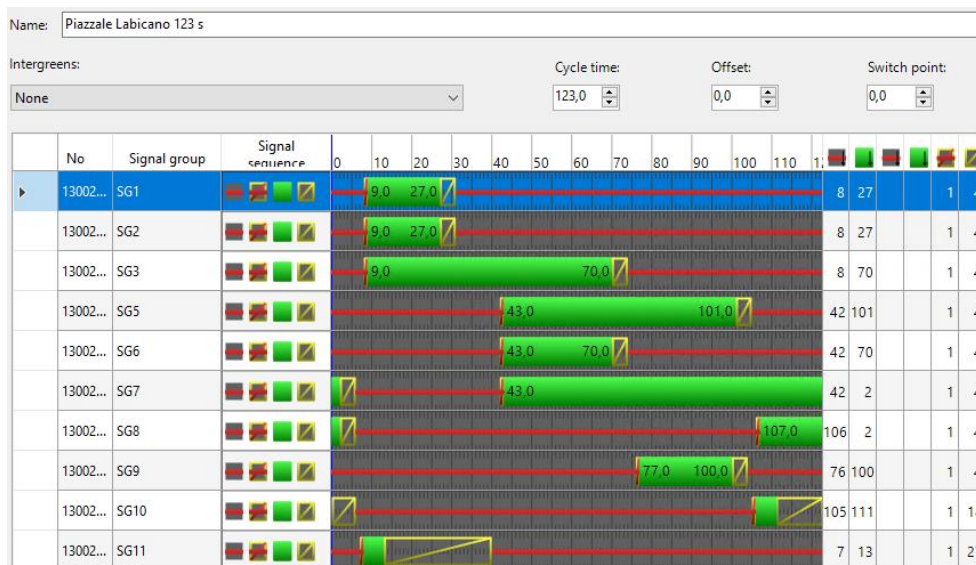 Name: Piazzale Labicano 123 s
Intergreens: Cycle time: Offset: Switch point:
None 123,0 0,0 0,0
No Signal group Signal sequence 0 10 20 30 40 50 60 70 80 90 100 110
13002... SG1 9,0 27,0 8 27 1
13002... SG2 9,0 27,0 8 27 1
13002... SG3 9,0 70,0 8 70 1
13002... SG5 43,0 101,0 42 101 1
13002... SG6 43,0 70,0 42 70 1
13002... SG7 43,0 42 2 1
13002... SG8 107,0 106 2 1
13002... SG9 77,0 100,0 76 100 1
13002... SG10 105 111 1
13002... SG11 7 13 1